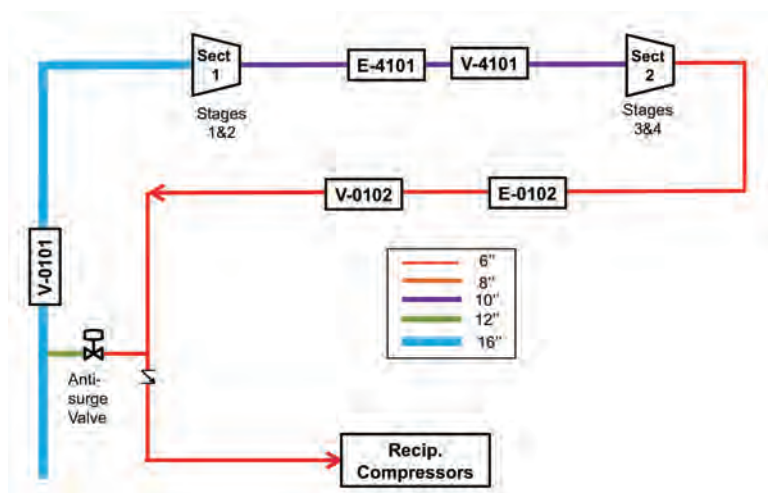 Sect
1
E-4101
V-4101
Sect
2
Stages
1&2
Stages
3&4
V-0102
E-0102
V-0101
6"
8"
10"
12"
16"
Anti-
surge
Valve
Recip.
Compressors